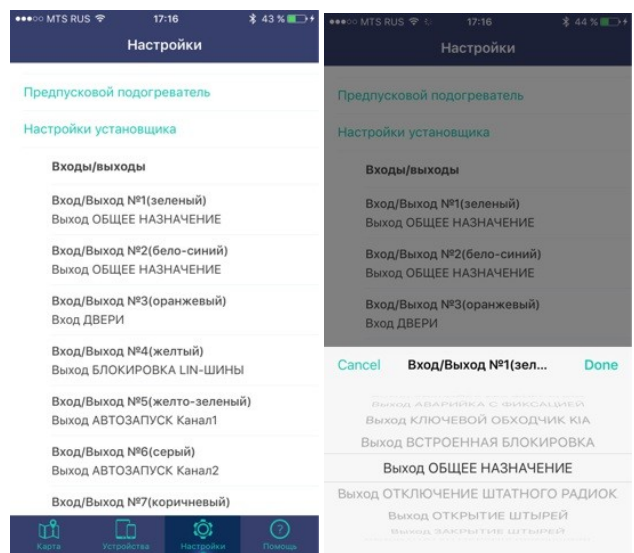 MTS RUS 17:16 43 %
Настройки
Предпусковой подогреватель
Настройки установщика
Входы/выходы
Вход/Выход №1(зеленый)
Выход ОБЩЕЕ НАЗНАЧЕНИЕ
Вход/Выход №2(бело-синий)
Выход ОБЩЕЕ НАЗНАЧЕНИЕ
Вход/Выход №3(оранжевый)
Вход ДВЕРИ
Вход/Выход №4(желтый)
Выход БЛОКИРОВКА LIN-ШИНЫ
Вход/Выход №5(желто-зеленый)
Выход АВТОЗАПУСК Канал1
Вход/Выход №6(серый)
Выход АВТОЗАПУСК Канал2
Вход/Выход №7(коричневый)
Карта Устройства Настройки Помощь
MTS RUS 17:16 44 %
Настройки
Предпусковой подогреватель
Настройки установщика
Входы/выходы
Вход/Выход №1(зеленый)
Выход ОБЩЕЕ НАЗНАЧЕНИЕ
Вход/Выход №2(бело-синий)
Выход ОБЩЕЕ НАЗНАЧЕНИЕ
Вход/Выход №3(оранжевый)
Вход ДВЕРИ
Cancel Вход/Выход №1(зел... Done
Выход АВАРИЙКА С ФИКСАЦИЕЙ
Выход КЛЮЧЕВОЙ ОБХОДЧИК KIA
Выход ВСТРОЕННАЯ БЛОКИРОВКА
Выход ОБЩЕЕ НАЗНАЧЕНИЕ
Выход ОТКЛЮЧЕНИЕ ШТАТНОГО РАДИОК
Выход ОТКРЫТИЕ ШТЫРЕЙ
Выход ЗАКРЫТИЕ ШТЫРЕЙ